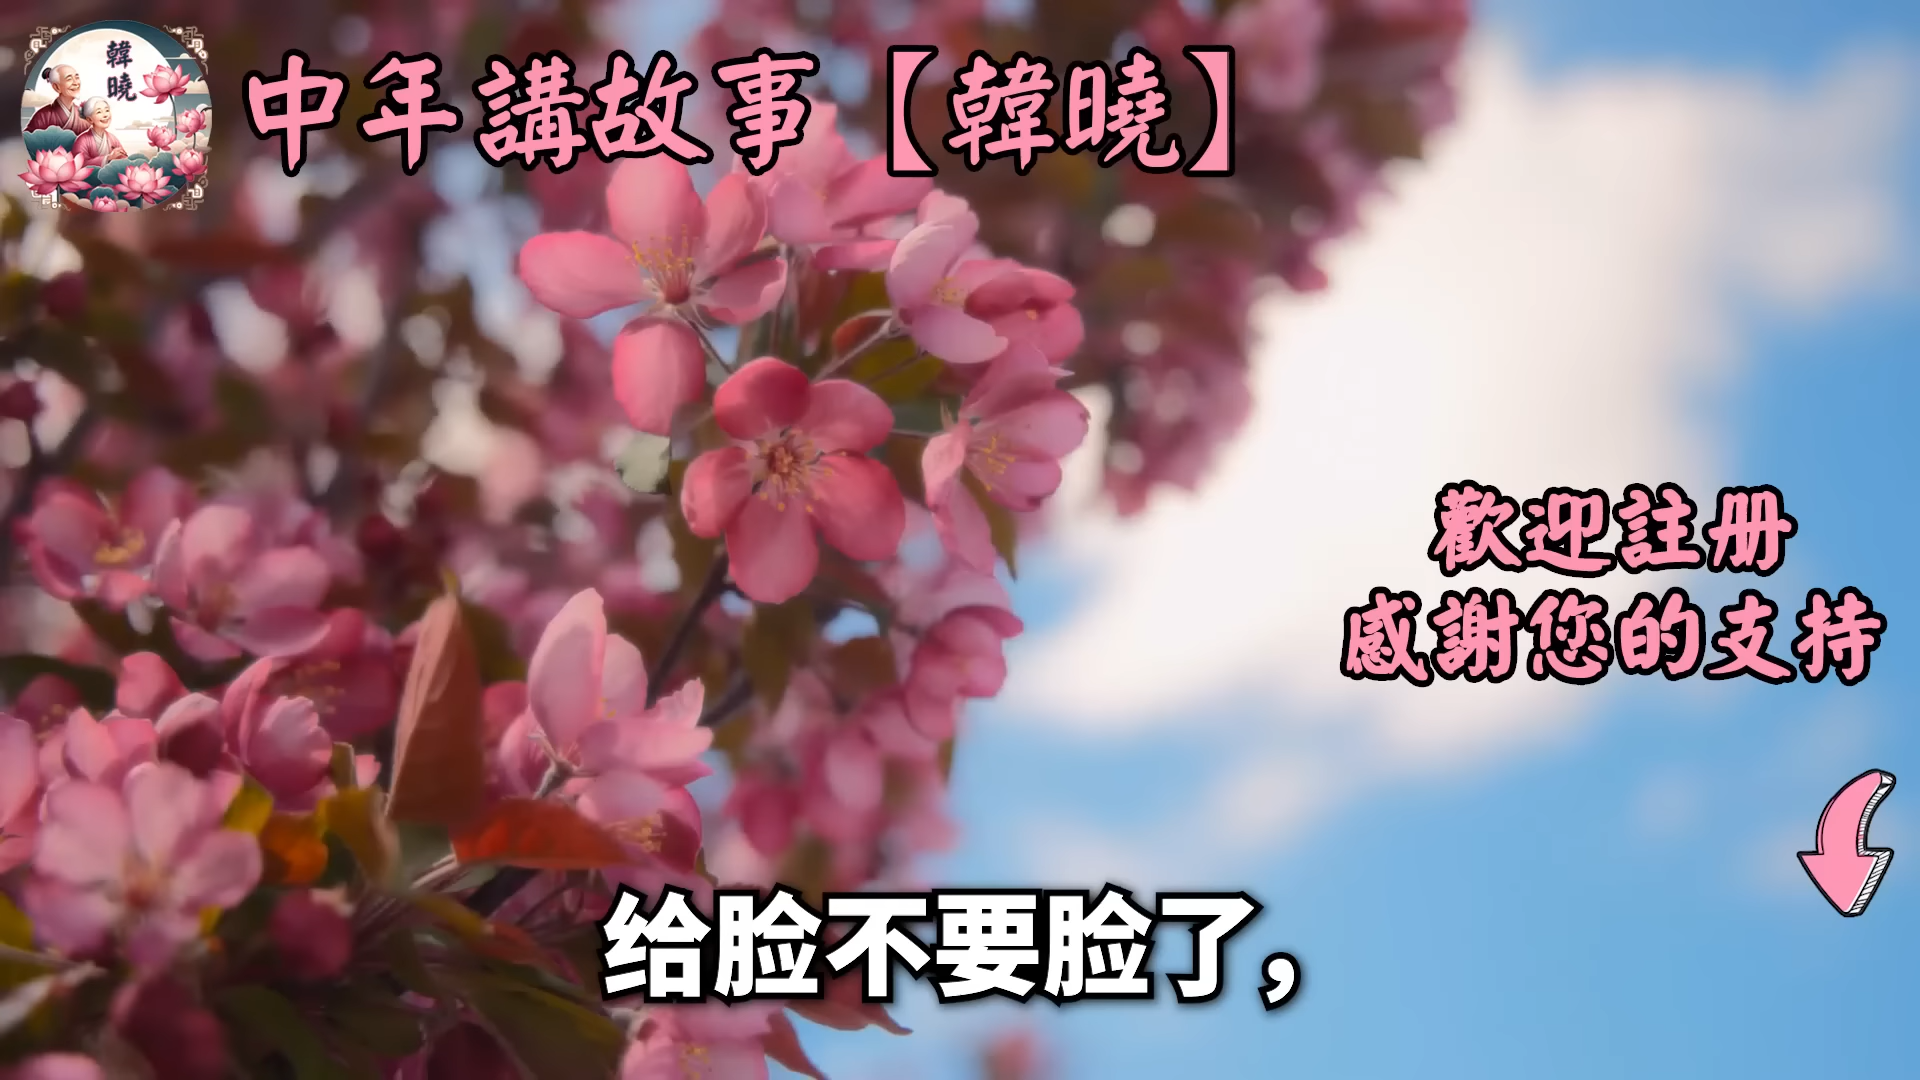 韓曉
中年講故事【韓曉】
歡迎註册
感謝您的支持
给脸不要脸了，